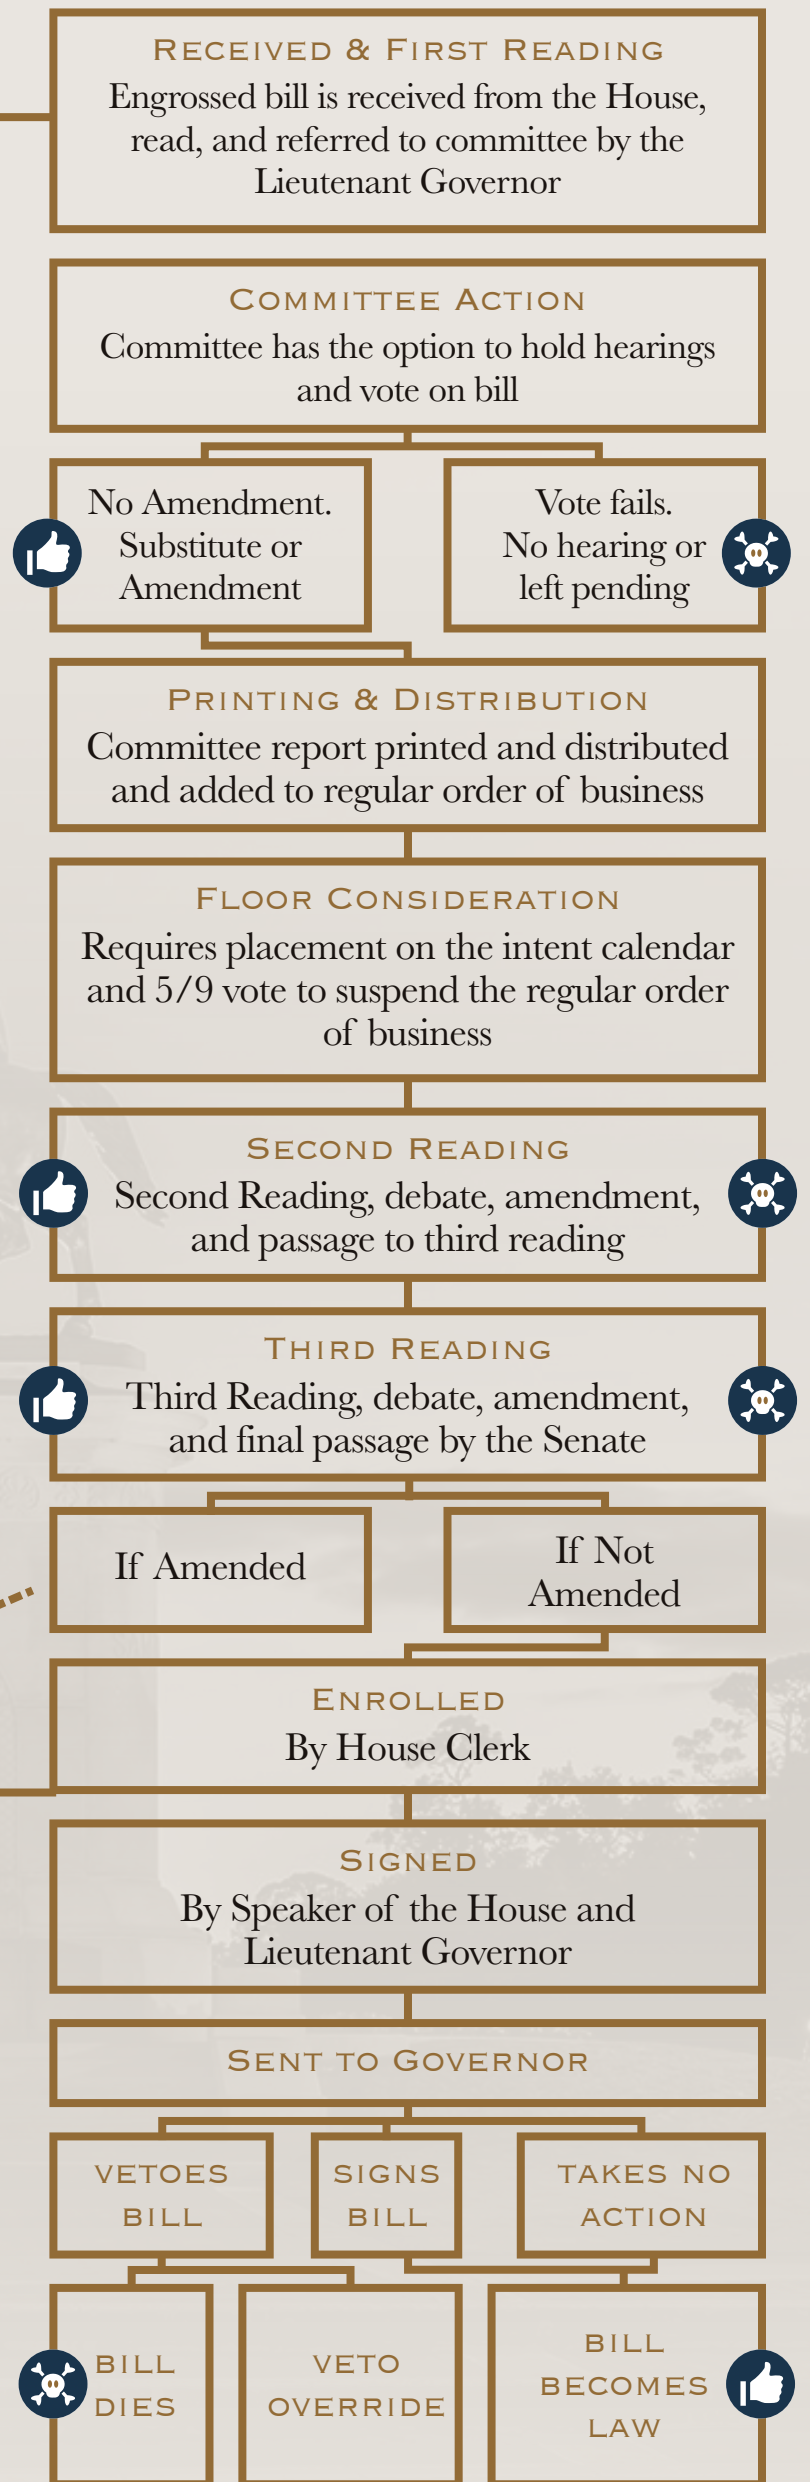 RECEIVED & FIRST READING
Engrossed bill is received from the House,
read, and referred to committee by the
Lieutenant Governor
COMMITTEE ACTION
Committee has the option to hold hearings
and vote on bill
No Amendment.
Substitute or
Amendment
Vote fails.
No hearing or
left pending
PRINTING & DISTRIBUTION
Committee report printed and distributed
and added to regular order of business
FLOOR CONSIDERATION
Requires placement on the intent calendar
and 5/9 vote to suspend the regular order
of business
SECOND READING
Second Reading, debate, amendment,
and passage to third reading
THIRD READING
Third Reading, debate, amendment,
and final passage by the Senate
If Amended
If Not
Amended
ENROLLED
By House Clerk
SIGNED
By Speaker of the House and
Lieutenant Governor
SENT TO GOVERNOR
VETOES
BILL
SIGNS
BILL
TAKES NO
ACTION
BILL
DIES
VETO
OVERRIDE
BILL
BECOMES
LAW